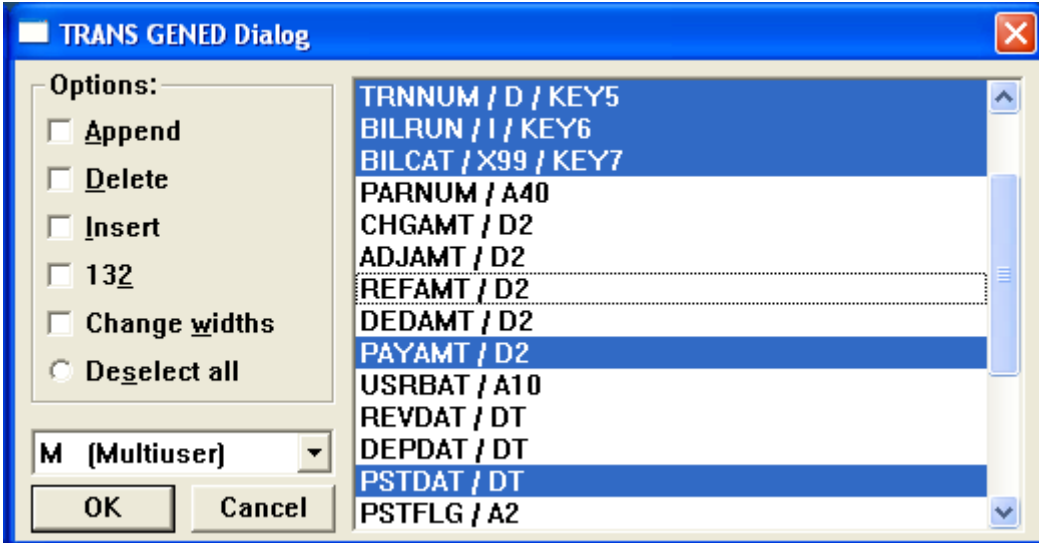 TRANS GENED Dialog
Options:
Append
Delete
Insert
132
Change widths
Deselect all
M (Multiuser)
OK
Cancel
TRNNUM / D / KEY5
BILRUN / I / KEY6
BILCAT / X99 / KEY7
PARNUM / A40
CHGAMT / D2
ADJAMT / D2
REFAMT / D2
DEDAMT / D2
PAYAMT / D2
USRBAT / A10
REVDAT / DT
DEPDAT / DT
PSTDAT / DT
PSTFLG / A2